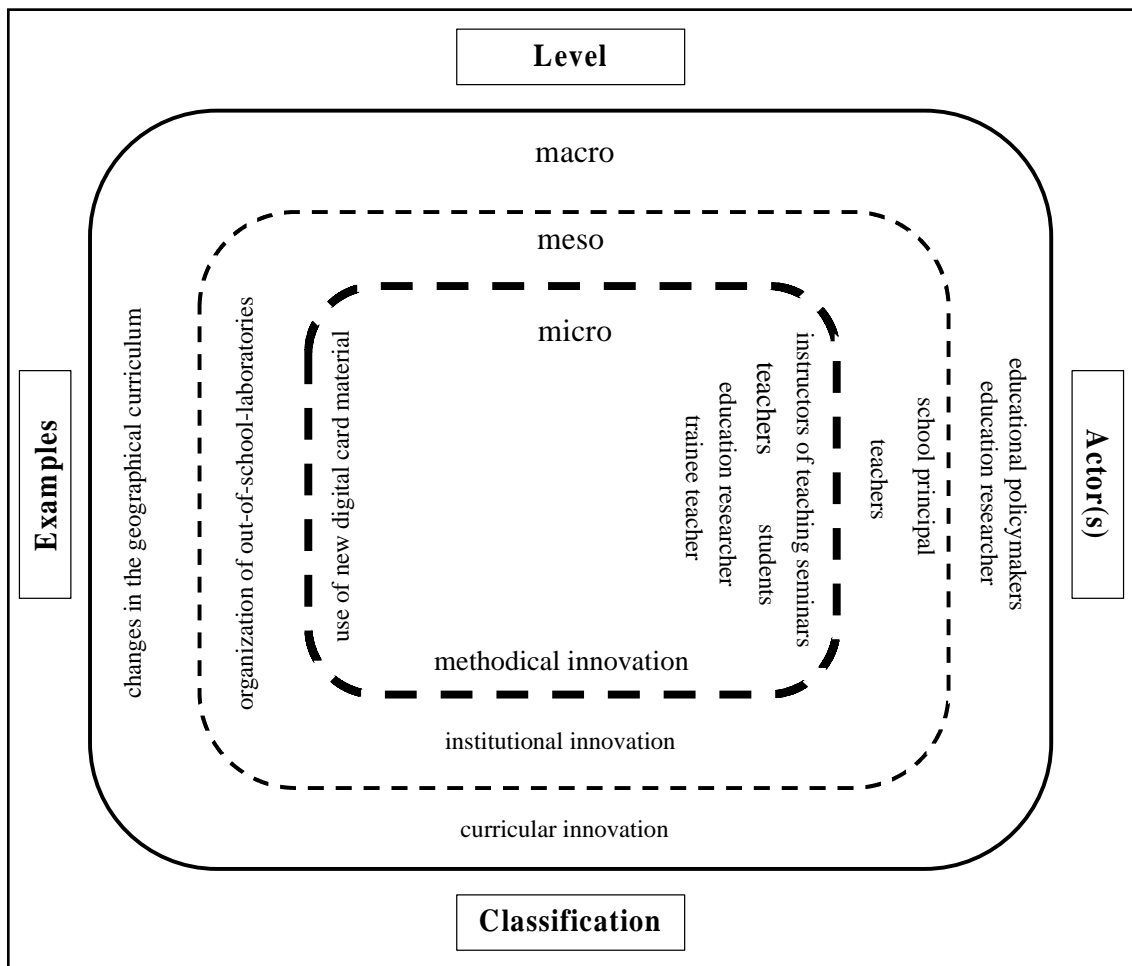 Level
macro
meso
micro
Examples
changes in the geographical curriculum
organization of out-of-school-laboratories
use of new digital card material
instructors of teaching seminars
teachers students
education researcher
trainee teacher
school principal
teachers
educational policymakers
education researcher
Actor(s)
methodical innovation
institutional innovation
curricular innovation
Classification